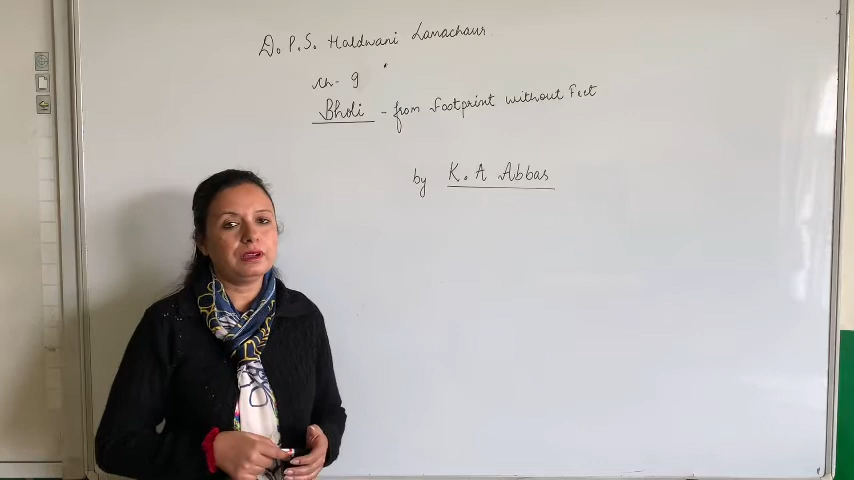 D. P. S. Haldwani Lamachaur.
ch- 9
Bholi - from Footprint without Feet
by K. A Abbas